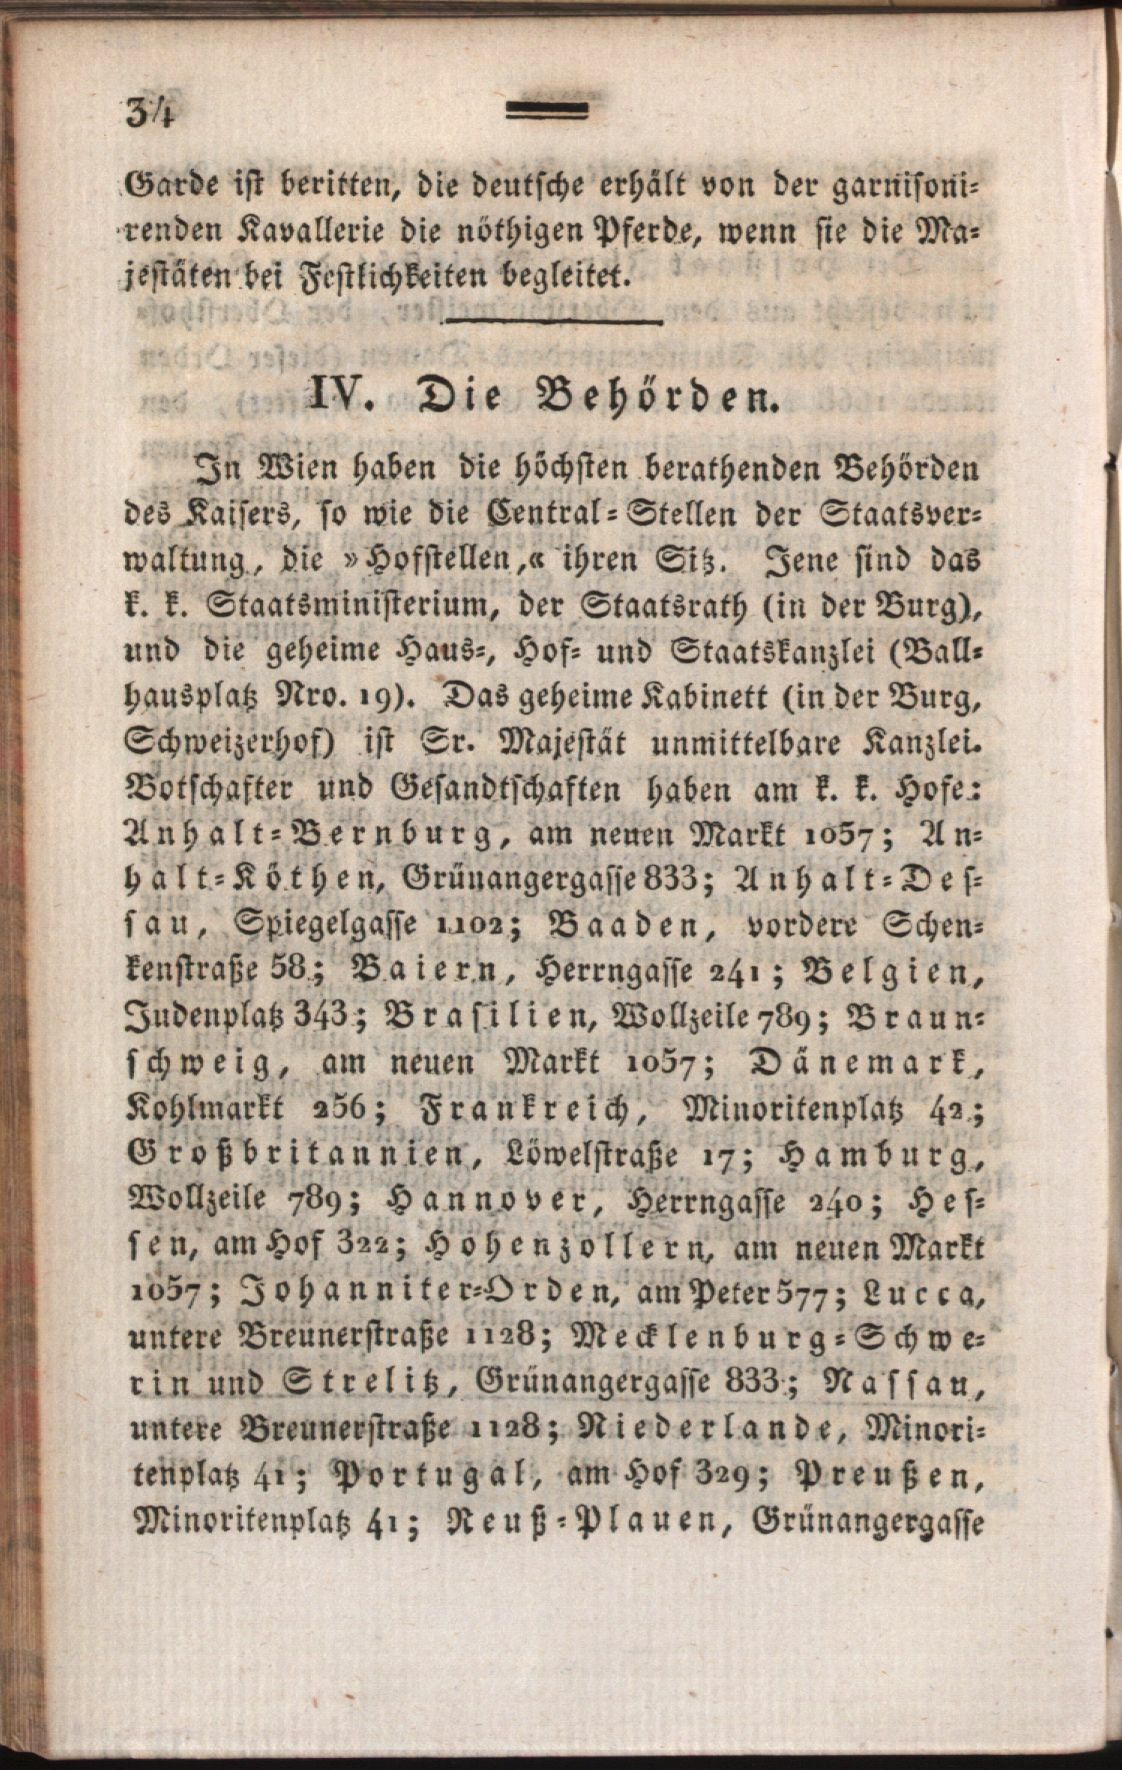 34
Garde ist beritten, die deutsche erhält von der garnisoni-
renden Kavallerie die nöthigen Pferde, wenn sie die Ma-
jestäten bei Festlichkeiten begleitet.
IV. Die Behörden.
In Wien haben die höchsten berathenden Behörden
des Kaisers, so wie die Central-Stellen der Staatsver-
waltung, die »Hofstellen,« ihren Sitz. Jene sind das
k. k. Staatsministerium, der Staatsrath (in der Burg),
und die geheime Haus-, Hof- und Staatskanzlei (Ball-
hausplatz Nro. 19). Das geheime Kabinett (in der Burg,
Schweizerhof) ist Sr. Majestät unmittelbare Kanzlei.
Botschafter und Gesandtschaften haben am k. k. Hofe:
Anhalt-Bernburg, am neuen Markt 1057; An-
halt-Köthen, Grünangergasse 833; Anhalt-Des-
sau, Spiegelgasse 1102; Baaden, vordere Schen-
kenstraße 58; Baiern, Herrngasse 241; Belgien,
Judenplatz 343; Brasilien, Wollzeile 789; Braun-
schweig, am neuen Markt 1057; Dänemark,
Kohlmarkt 256; Frankreich, Minoritenplatz 42;
Großbritannien, Löwelstraße 17; Hamburg,
Wollzeile 789; Hannover, Herrngasse 240; Hes-
sen, am Hof 322; Hohenzollern, am neuen Markt
1057; Johanniter-Orden, am Peter 577; Lucca,
untere Breunerstraße 1128; Mecklenburg-Schwe-
rin und Strelitz, Grünangergasse 833; Nassau,
untere Breunerstraße 1128; Niederlande, Minori-
tenplatz 41; Portugal, am Hof 329; Preußen,
Minoritenplatz 41; Reuß-Plauen, Grünangergasse